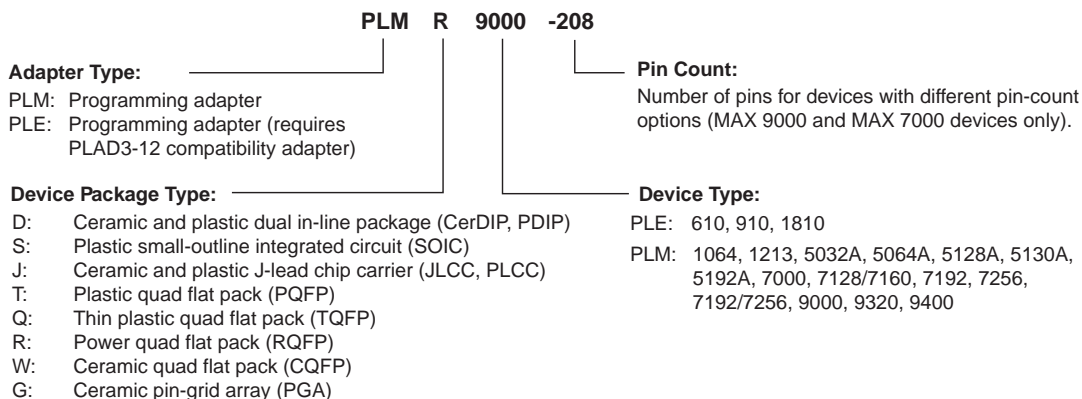 PLM R 9000 -208
Adapter Type:
PLM: Programming adapter
PLE: Programming adapter (requires
PLAD3-12 compatibility adapter)
Pin Count:
Number of pins for devices with different pin-count
options (MAX 9000 and MAX 7000 devices only).
Device Package Type:
D: Ceramic and plastic dual in-line package (CerDIP, PDIP)
S: Plastic small-outline integrated circuit (SOIC)
J: Ceramic and plastic J-lead chip carrier (JLCC, PLCC)
T: Plastic quad flat pack (PQFP)
Q: Thin plastic quad flat pack (TQFP)
R: Power quad flat pack (RQFP)
W: Ceramic quad flat pack (CQFP)
G: Ceramic pin-grid array (PGA)
Device Type:
PLE: 610, 910, 1810
PLM: 1064, 1213, 5032A, 5064A, 5128A, 5130A,
5192A, 7000, 7128/7160, 7192, 7256,
7192/7256, 9000, 9320, 9400